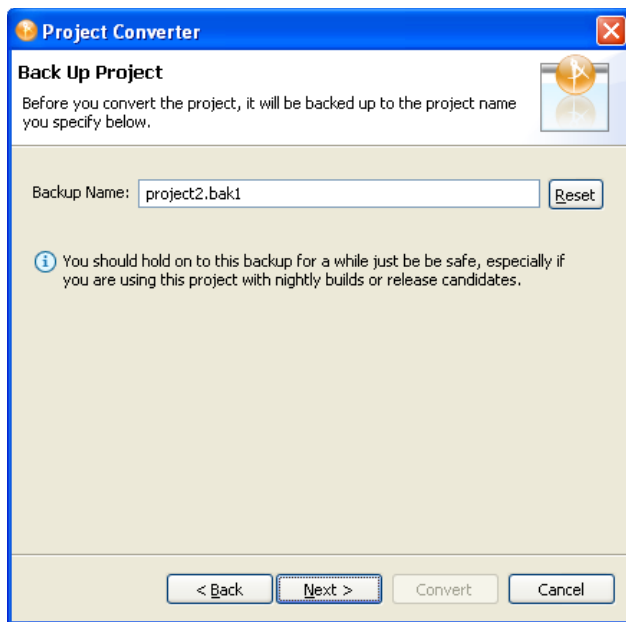 Project Converter
Back Up Project
Before you convert the project, it will be backed up to the project name
you specify below.
Backup Name: project2.bak1 Reset
You should hold on to this backup for a while just be be safe, especially if
you are using this project with nightly builds or release candidates.
< Back Next > Convert Cancel